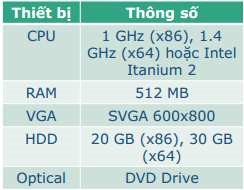 Thiết bị Thông số
CPU 1 GHz (x86), 1.4
GHz (x64) hoặc Intel
Itanium 2
RAM 512 MB
VGA SVGA 600x800
HDD 20 GB (x86), 30 GB
(x64)
Optical DVD Drive